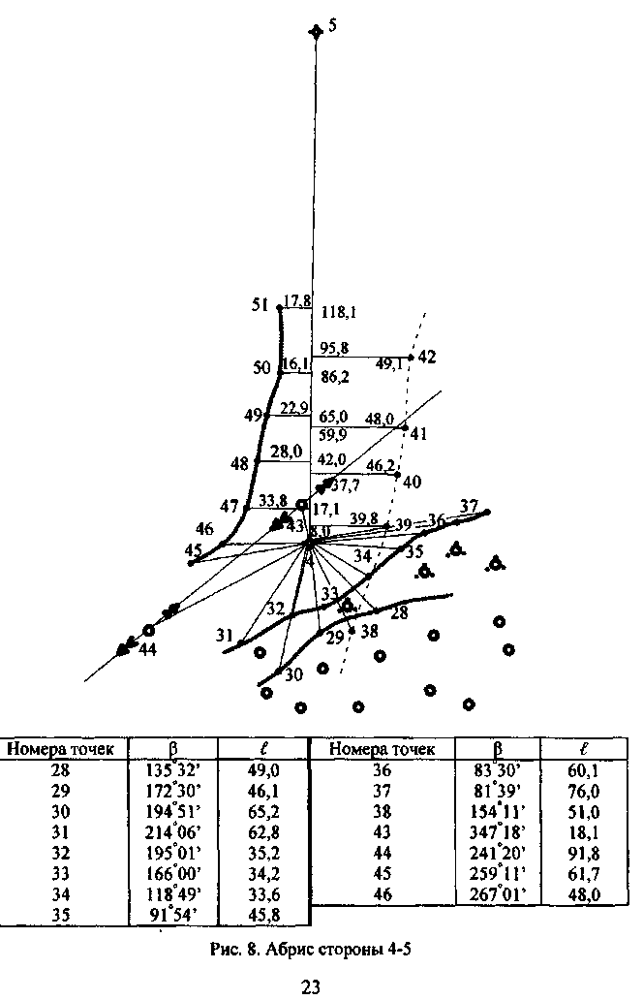 5
51 17,8
118,1
95,8
49,1 42
50 16,1
86,2
49 22,9
65,0 48,0
59,9
41
48 28,0
42,0 46,2
37,7
40
47 33,8
17,1
43
39,8 39 36 37
46
8,0
45
4
34 35
33
32 28
31
29 38
44
30
Номера точек β ℓ Номера точек β ℓ
28 135°32’ 49,0 36 83°30’ 60,1
29 172°30’ 46,1 37 81°39’ 76,0
30 194°51’ 65,2 38 154°11’ 51,0
31 214°06’ 62,8 43 347°18’ 18,1
32 195°01’ 35,2 44 241°20’ 91,8
33 166°00’ 34,2 45 259°11’ 61,7
34 118°49’ 33,6 46 267°01’ 48,0
35 91°54’ 45,8
Рис. 8. Абрис стороны 4-5
23